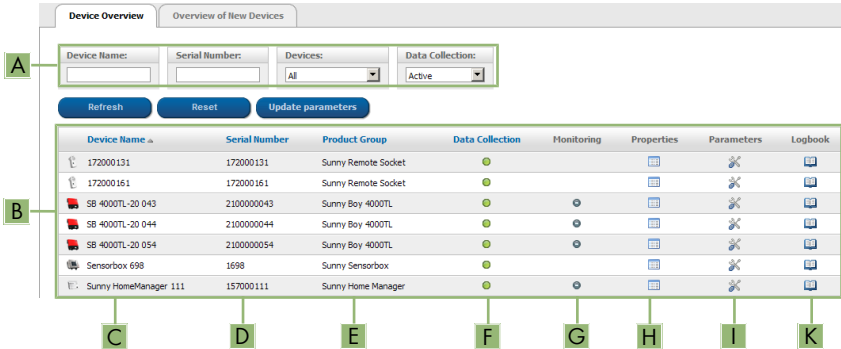 Device Overview Overview of New Devices
A
Device Name: Serial Number: Devices: Data Collection:
All Active
Refresh Reset Update parameters
Device Name Serial Number Product Group Data Collection Monitoring Properties Parameters Logbook
172000131 172000131 Sunny Remote Socket
172000161 172000161 Sunny Remote Socket
B
SB 4000TL-20 043 2100000043 Sunny Boy 4000TL
SB 4000TL-20 044 2100000044 Sunny Boy 4000TL
SB 4000TL-20 054 2100000054 Sunny Boy 4000TL
Sensorbox 698 1698 Sunny Sensorbox
Sunny HomeManager 111 157000111 Sunny Home Manager
C D E F G H I K